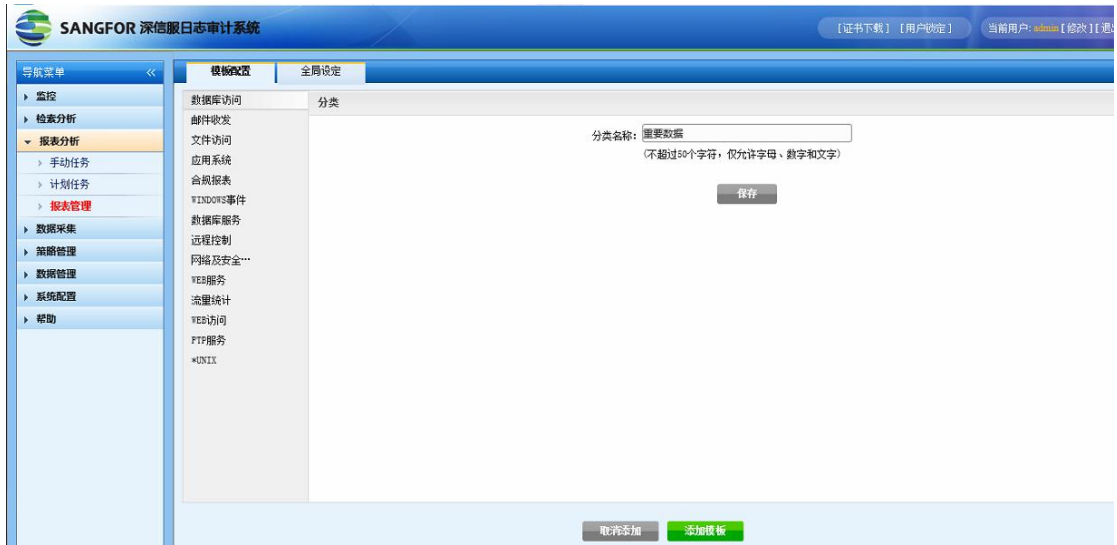 SANGFOR 深信服日志审计系统
[证书下载] [用户锁定]
当前用户: admin [修改] [退出
导航菜单 «
监控
检索分析
报表分析
手动任务
计划任务
报表管理
数据采集
策略管理
数据管理
系统配置
帮助
模板配置 全局设定
数据库访问
邮件收发
文件访问
应用系统
合规报表
WINDOWS事件
数据库服务
远程控制
网络及安全…
WEB服务
流量统计
WEB访问
FTP服务
*UNIX
分类
分类名称: 重要数据
(不超过50个字符，仅允许字母、数字和文字)
保存
取消添加 添加模板